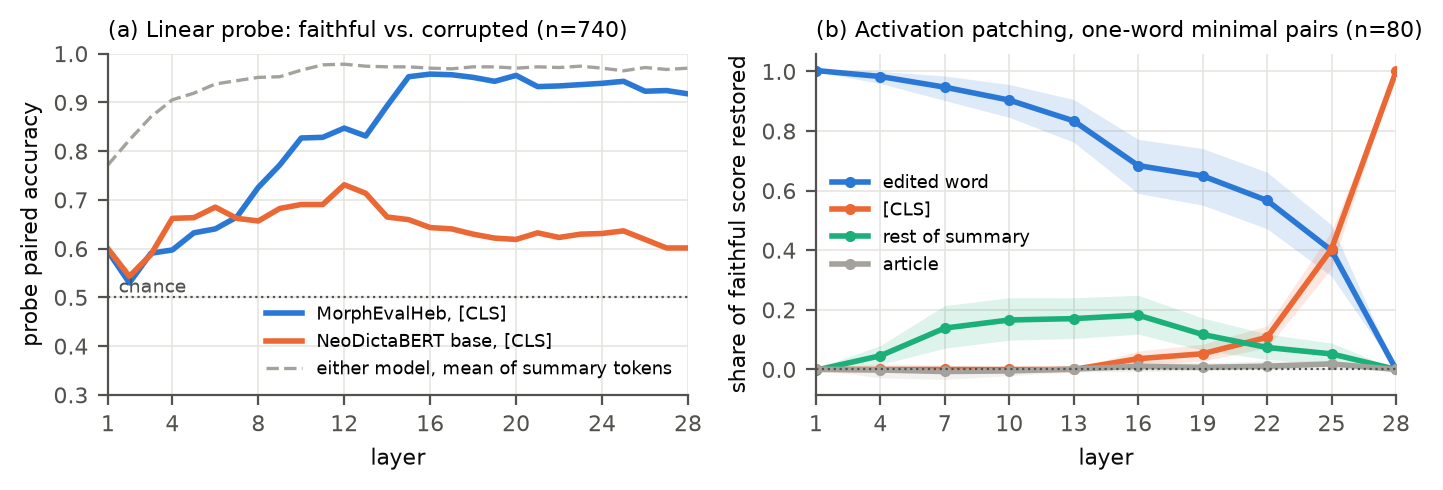 (a) Linear probe: faithful vs. corrupted (n=740)
probe paired accuracy
1.0
0.9
0.8
0.7
0.6
0.5
0.4
0.3
chance
MorphEvalHeb, [CLS]
NeoDictaBERT base, [CLS]
either model, mean of summary tokens
1 4 8 12 16 20 24 28
layer
(b) Activation patching, one-word minimal pairs (n=80)
share of faithful score restored
1.0
0.8
0.6
0.4
0.2
0.0
edited word
[CLS]
rest of summary
article
1 4 7 10 13 16 19 22 25 28
layer